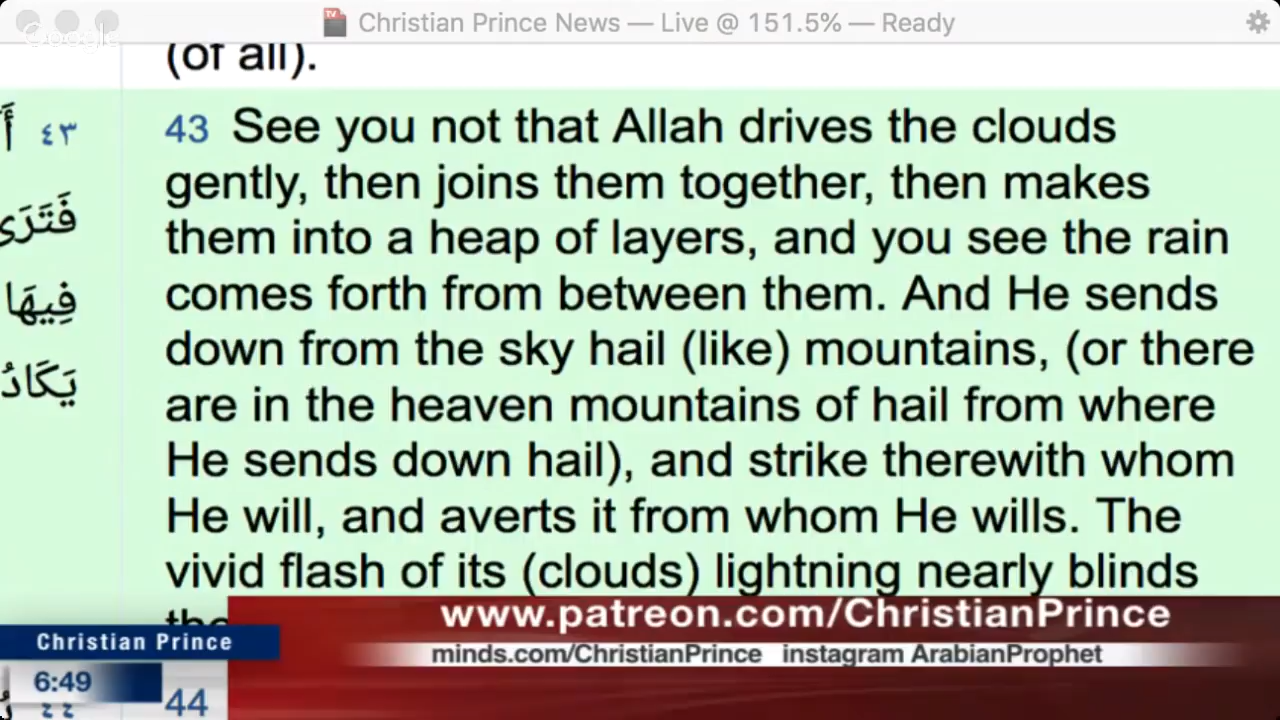 Christian Prince News — Live @ 151.5% — Ready
Google
(of all).
٤٣
43 See you not that Allah drives the clouds
gently, then joins them together, then makes
فَتَرَى
them into a heap of layers, and you see the rain
comes forth from between them. And He sends
فِيهَا
down from the sky hail (like) mountains, (or there
يَكَادُ
are in the heaven mountains of hail from where
He sends down hail), and strike therewith whom
He will, and averts it from whom He wills. The
vivid flash of its (clouds) lightning nearly blinds
www.patreon.com/ChristianPrince
Christian Prince
minds.com/ChristianPrince instagram ArabianProphet
6:49
٤٤
44